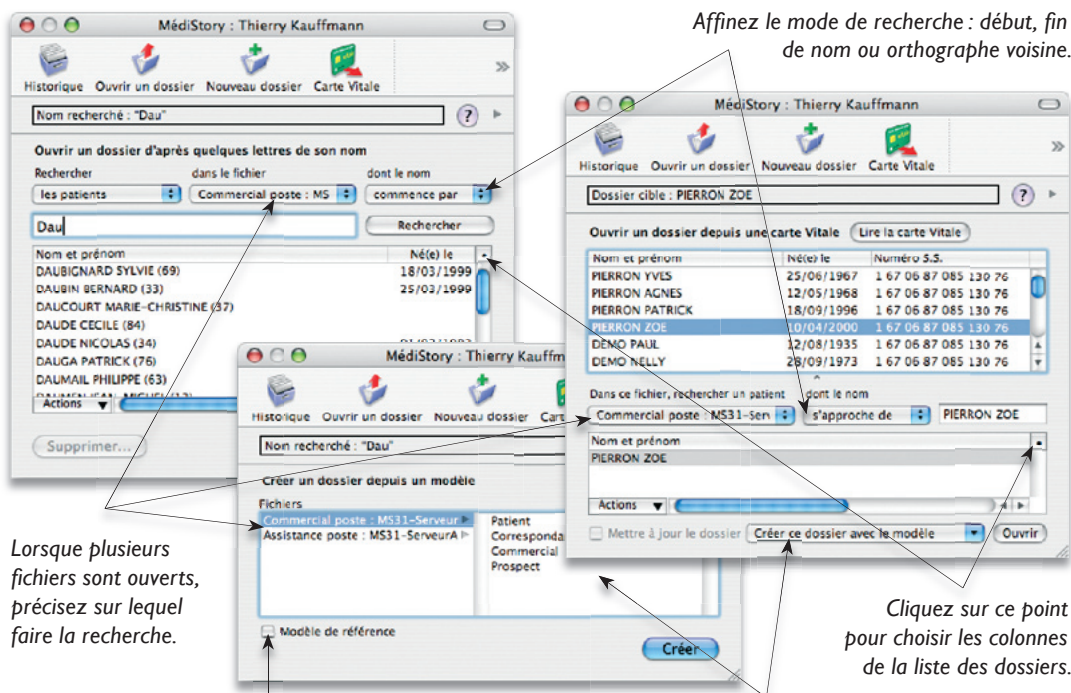 MédiStory : Thierry Kauffmann
Historique Ouvrir un dossier Nouveau dossier Carte Vitale
Nom recherché : "Dau"
?
Ouvrir un dossier d'après quelques lettres de son nom
Rechercher dans le fichier dont le nom
les patients Commercial poste : MS commence par
Dau Rechercher
Nom et prénom Né(e) le
DAUBIGNARD SYLVIE (69) 18/03/1999
DAUBIN BERNARD (33) 25/03/1999
DAUCOURT MARIE-CHRISTINE (37)
DAUDE CECILE (84)
DAUDE NICOLAS (34)
DAUGA PATRICK (76)
DAUMAIL PHILIPPE (63)
Actions
Supprimer...
Affinez le mode de recherche : début, fin
de nom ou orthographe voisine.
MédiStory : Thierry Kauffmann
Historique Ouvrir un dossier Nouveau dossier Carte Vitale
Dossier cible : PIERRON ZOE
?
Ouvrir un dossier depuis une carte Vitale Lire la carte Vitale
Nom et prénom Né(e) le Numéro S.S.
PIERRON YVES 25/06/1967 1 67 06 87 085 130 76
PIERRON AGNES 12/05/1968 1 67 06 87 085 130 76
PIERRON PATRICK 18/09/1996 1 67 06 87 085 130 76
PIERRON ZOE 10/04/2000 1 67 06 87 085 130 76
DEMO PAUL 12/08/1935 1 67 06 87 085 130 76
DEMO NELLY 28/09/1973 1 67 06 87 085 130 76
Dans ce fichier, rechercher un patient dont le nom
Commercial poste : MS31-Serv s'approche de PIERRON ZOE
Nom et prénom
PIERRON ZOE
Actions
Mettre à jour le dossier Créer ce dossier avec le modèle Ouvrir
MédiStory : Thierry Kauffm
Historique Ouvrir un dossier Nouveau dossier Cart
Nom recherché : "Dau"
Créer un dossier depuis un modèle
Fichiers
Commercial poste : MS31-Serveur Patient
Assistance poste : MS31-ServeurA Corresponda
Commercial
Prospect
Modèle de référence
Créer
Lorsque plusieurs
fichiers sont ouverts,
précisez sur lequel
faire la recherche.
Cliquez sur ce point
pour choisir les colonnes
de la liste des dossiers.